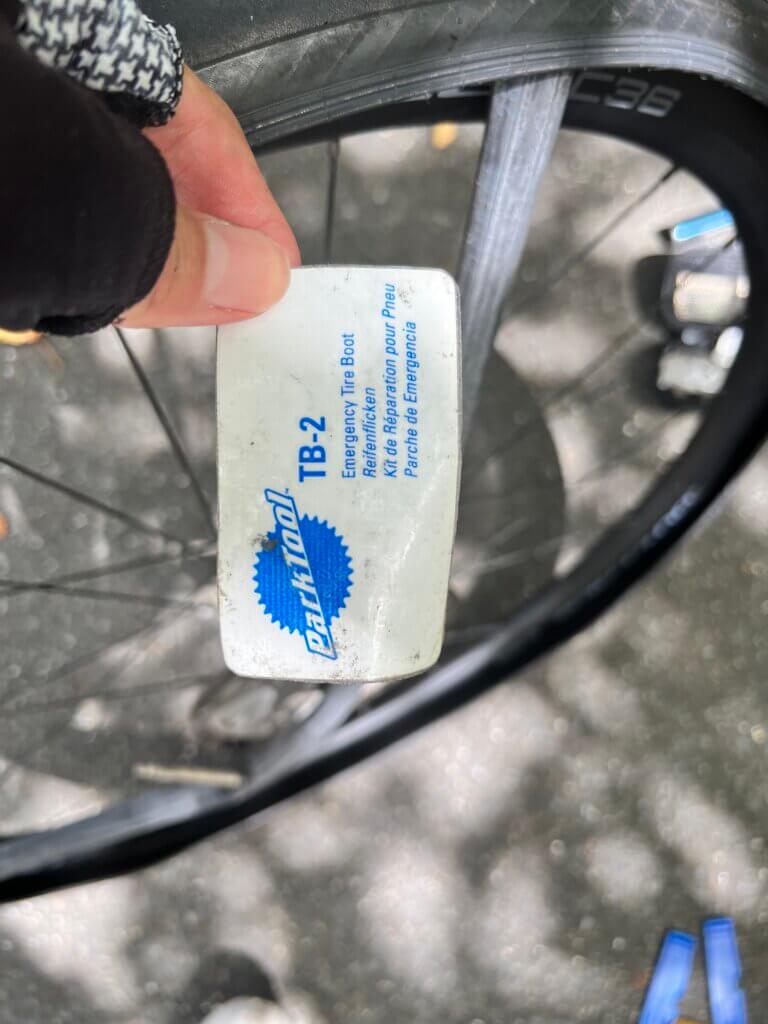 ParkTool
TB-2
Emergency Tire Boot
Reifenflicken
Kit de Réparation pour Pneu
Parche de Emergencia
C36